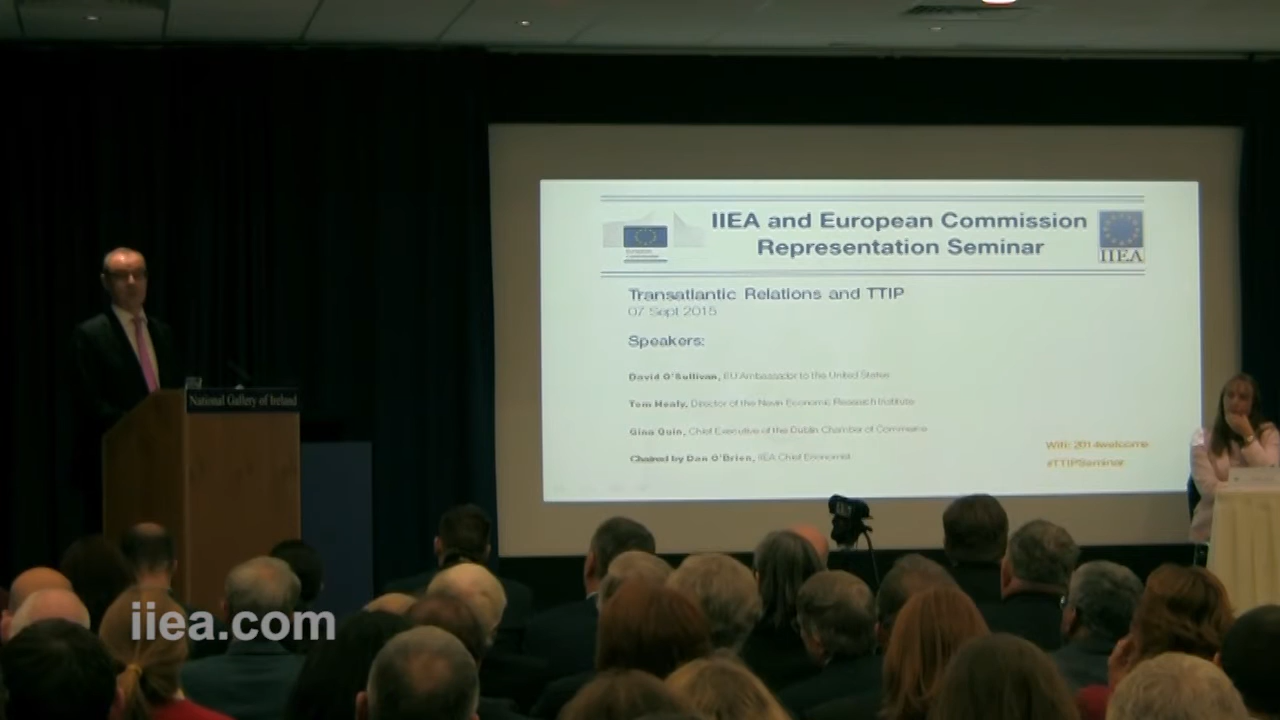 IIEA and European Commission
Representation Seminar
IIEA
Transatlantic Relations and TTIP
07 Sept 2015
Speakers:
David O'Sullivan, EU Ambassador to the United States
Tom Healy, Director of the Nevin Economic Research Institute
Gina Quin, Chief Executive of the Dublin Chamber of Commerce
Chaired by Dan O'Brien, IIEA Chief Economist
Wifi: 2014welcome
#TTIPSeminar
National Gallery of Ireland
iiea.com